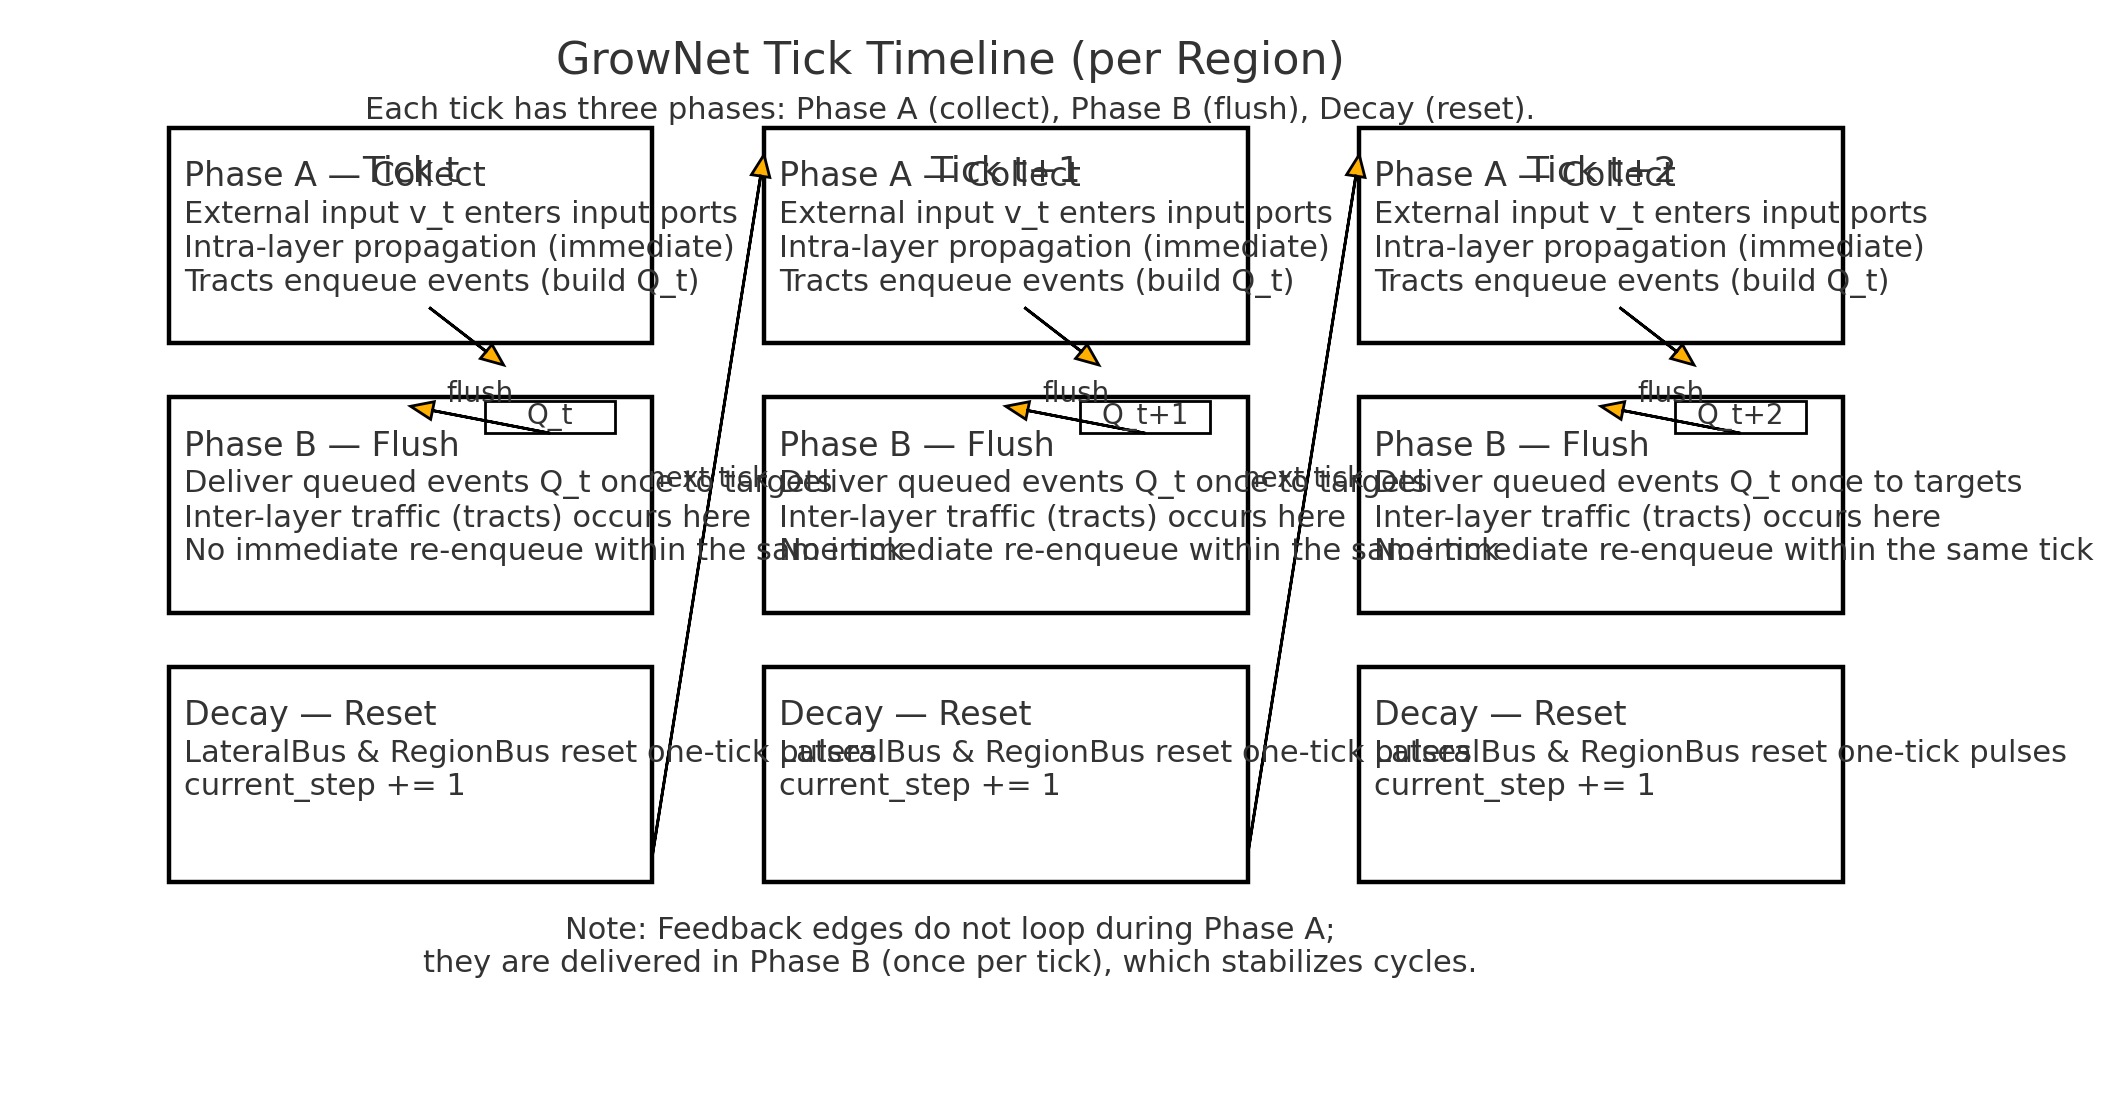 GrowNet Tick Timeline (per Region)
Each tick has three phases: Phase A (collect), Phase B (flush), Decay (reset).
Tick t
Phase A — Collect
External input v_t enters input ports
Intra-layer propagation (immediate)
Tracts enqueue events (build Q_t)
flush
Q_t
Phase B — Flush
Deliver queued events Q_t once to targets
Inter-layer traffic (tracts) occurs here
No immediate re-enqueue within the same tick
Decay — Reset
LateralBus & RegionBus reset one-tick pulses
current_step += 1
next tick
Tick t+1
Phase A — Collect
External input v_t enters input ports
Intra-layer propagation (immediate)
Tracts enqueue events (build Q_t)
flush
Q_t+1
Phase B — Flush
Deliver queued events Q_t once to targets
Inter-layer traffic (tracts) occurs here
No immediate re-enqueue within the same tick
Decay — Reset
LateralBus & RegionBus reset one-tick pulses
current_step += 1
next tick
Tick t+2
Phase A — Collect
External input v_t enters input ports
Intra-layer propagation (immediate)
Tracts enqueue events (build Q_t)
flush
Q_t+2
Phase B — Flush
Deliver queued events Q_t once to targets
Inter-layer traffic (tracts) occurs here
No immediate re-enqueue within the same tick
Decay — Reset
LateralBus & RegionBus reset one-tick pulses
current_step += 1
Note: Feedback edges do not loop during Phase A;
they are delivered in Phase B (once per tick), which stabilizes cycles.